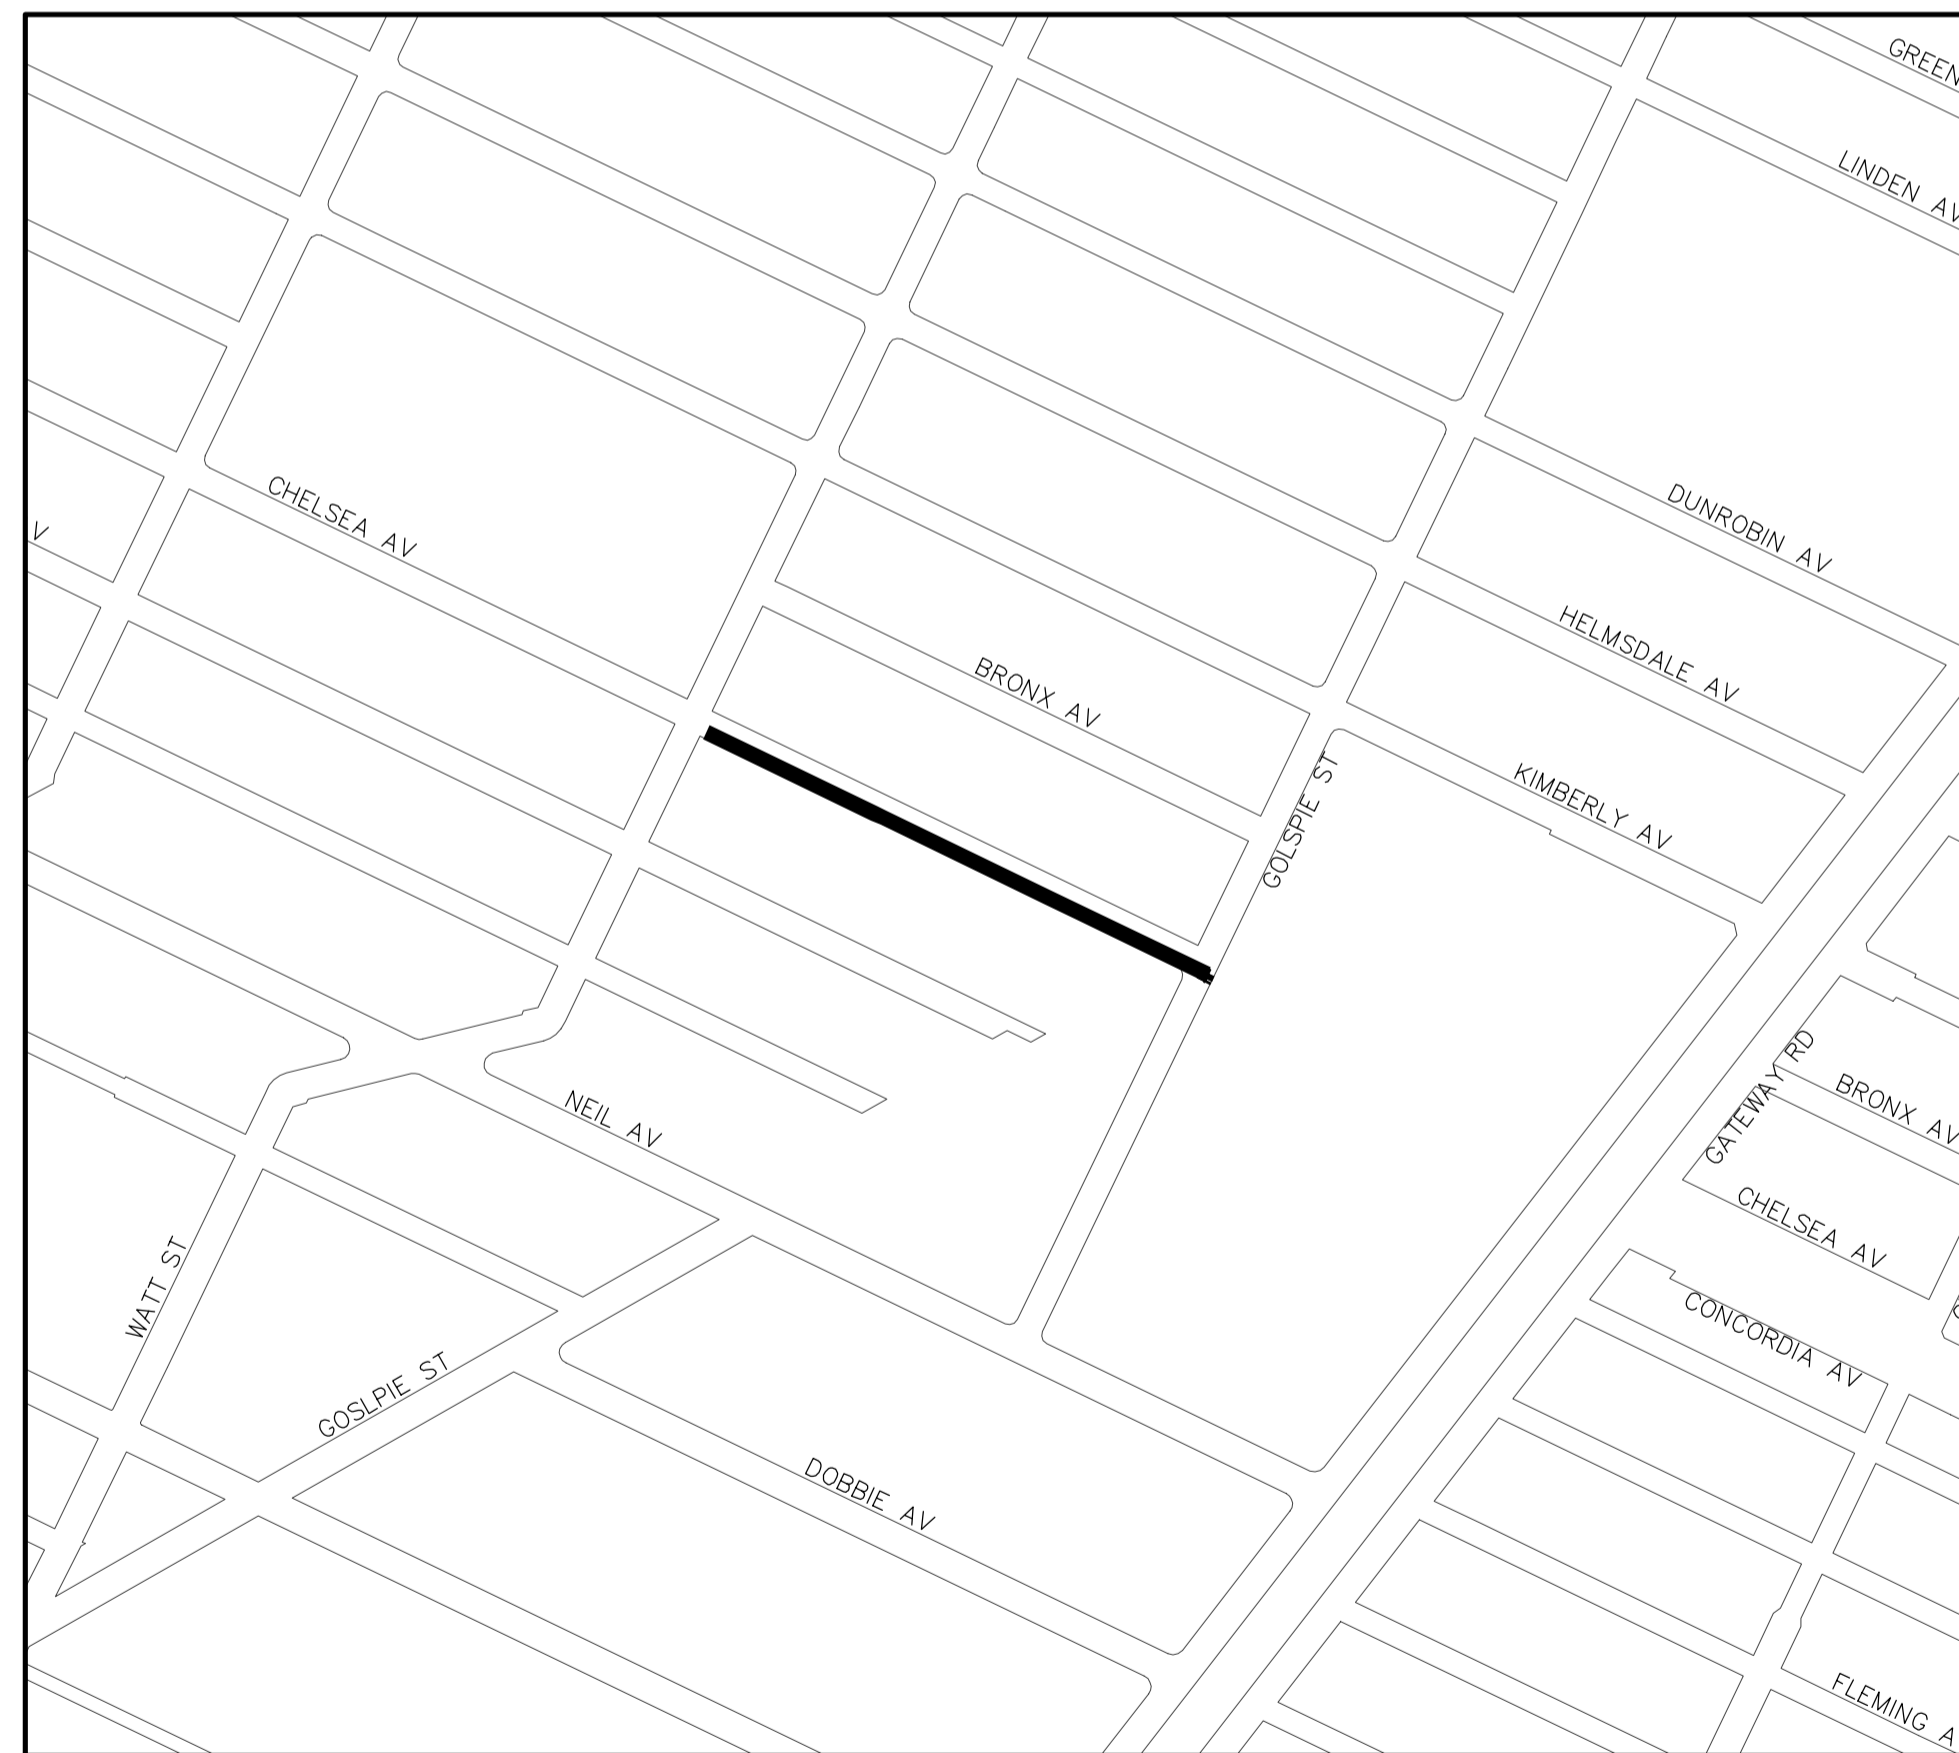 GREEN
LINDEN AV
CHELSEA AV
V
DUNROBIN AV
HELMSDALE AV
BRONX AV
GOLSPIE ST
KIMBERLY AV
GATEWAY RD
BRONX AV
NEIL AV
CHELSEA AV
WATT ST
CONCORDIA AV
GOSLPIE ST
DOBBIE AV
FLEMING A